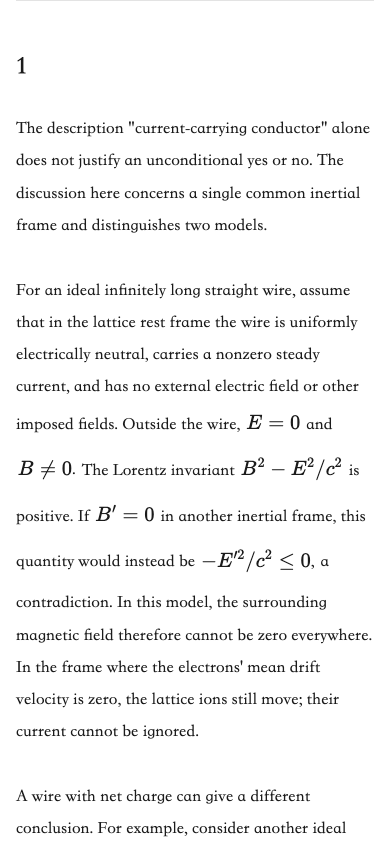 1
The description "current-carrying conductor" alone
does not justify an unconditional yes or no. The
discussion here concerns a single common inertial
frame and distinguishes two models.
For an ideal infinitely long straight wire, assume
that in the lattice rest frame the wire is uniformly
electrically neutral, carries a nonzero steady
current, and has no external electric field or other
imposed fields. Outside the wire, E = 0 and
B ≠ 0. The Lorentz invariant B² − E²/c² is
positive. If B′ = 0 in another inertial frame, this
quantity would instead be −E′²/c² ≤ 0, a
contradiction. In this model, the surrounding
magnetic field therefore cannot be zero everywhere.
In the frame where the electrons' mean drift
velocity is zero, the lattice ions still move; their
current cannot be ignored.
A wire with net charge can give a different
conclusion. For example, consider another ideal